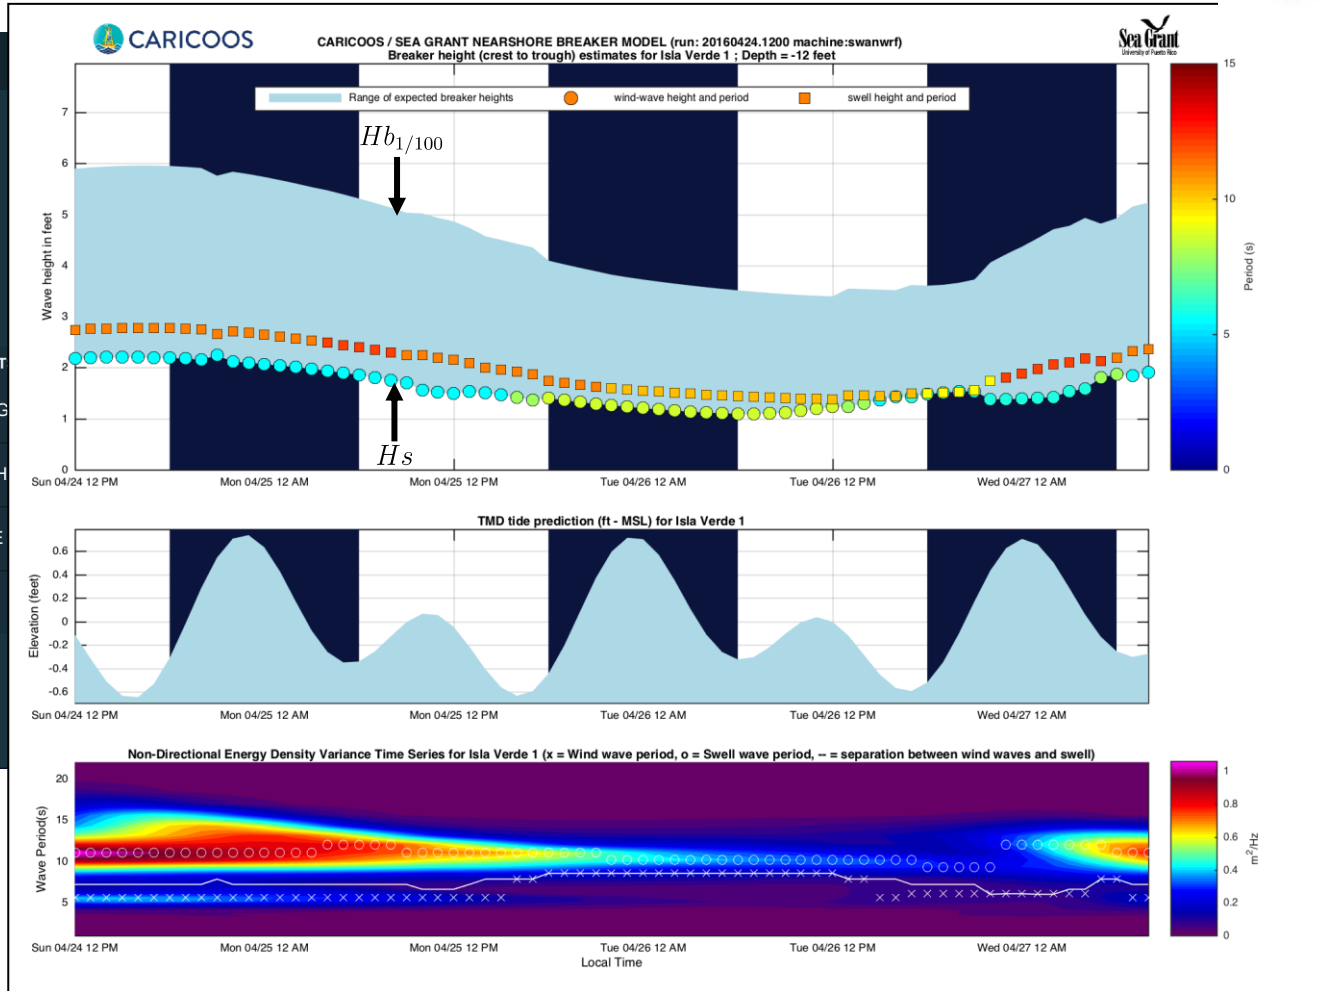 CARICOOS
CARICOOS / SEA GRANT NEARSHORE BREAKER MODEL (run: 20160424.1200 machine:swanwrf)
Breaker height (crest to trough) estimates for Isla Verde 1 ; Depth = -12 feet
Sea Grant
University of Puerto Rico
Range of expected breaker heights
wind-wave height and period
swell height and period
Hb1/100
Hs
Wave height in feet
7
6
5
4
3
2
1
0
Sun 04/24 12 PM
Mon 04/25 12 AM
Mon 04/25 12 PM
Tue 04/26 12 AM
Tue 04/26 12 PM
Wed 04/27 12 AM
15
10
5
0
Period (s)
TMD tide prediction (ft - MSL) for Isla Verde 1
Elevation (feet)
0.6
0.4
0.2
0
-0.2
-0.4
-0.6
Sun 04/24 12 PM
Mon 04/25 12 AM
Mon 04/25 12 PM
Tue 04/26 12 AM
Tue 04/26 12 PM
Wed 04/27 12 AM
Non-Directional Energy Density Variance Time Series for Isla Verde 1 (x = Wind wave period, o = Swell wave period, -- = separation between wind waves and swell)
Wave Period(s)
20
15
10
5
Sun 04/24 12 PM
Mon 04/25 12 AM
Mon 04/25 12 PM
Tue 04/26 12 AM
Tue 04/26 12 PM
Wed 04/27 12 AM
Local Time
1
0.8
0.6
0.4
0.2
0
m²/Hz